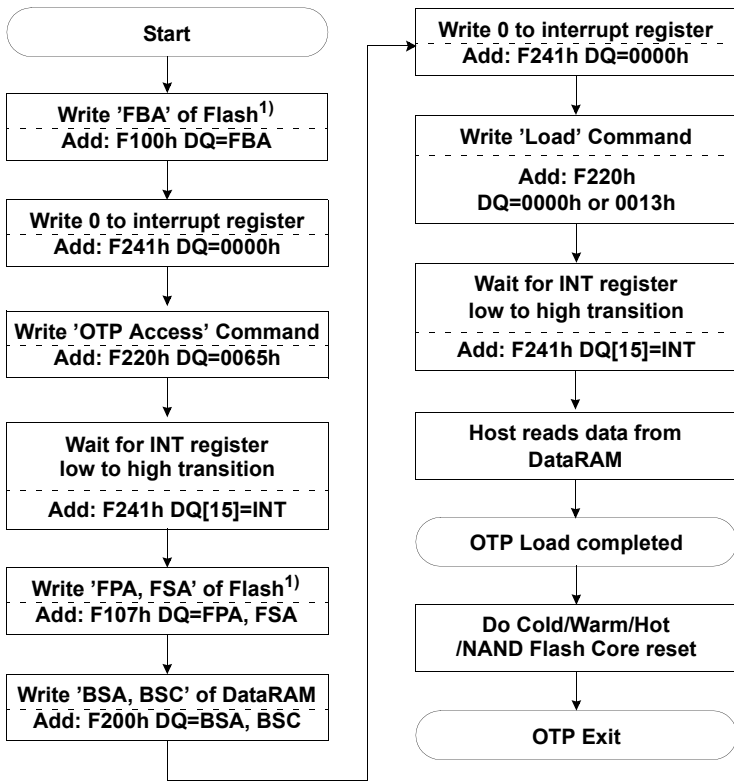 Start
Write ’FBA’ of Flash1)
Add: F100h DQ=FBA
Write 0 to interrupt register
Add: F241h DQ=0000h
Write ’OTP Access’ Command
Add: F220h DQ=0065h
Wait for INT register
low to high transition
Add: F241h DQ[15]=INT
Write ’FPA, FSA’ of Flash1)
Add: F107h DQ=FPA, FSA
Write ’BSA, BSC’ of DataRAM
Add: F200h DQ=BSA, BSC
Write 0 to interrupt register
Add: F241h DQ=0000h
Write ’Load’ Command
Add: F220h
DQ=0000h or 0013h
Wait for INT register
low to high transition
Add: F241h DQ[15]=INT
Host reads data from
DataRAM
OTP Load completed
Do Cold/Warm/Hot
/NAND Flash Core reset
OTP Exit